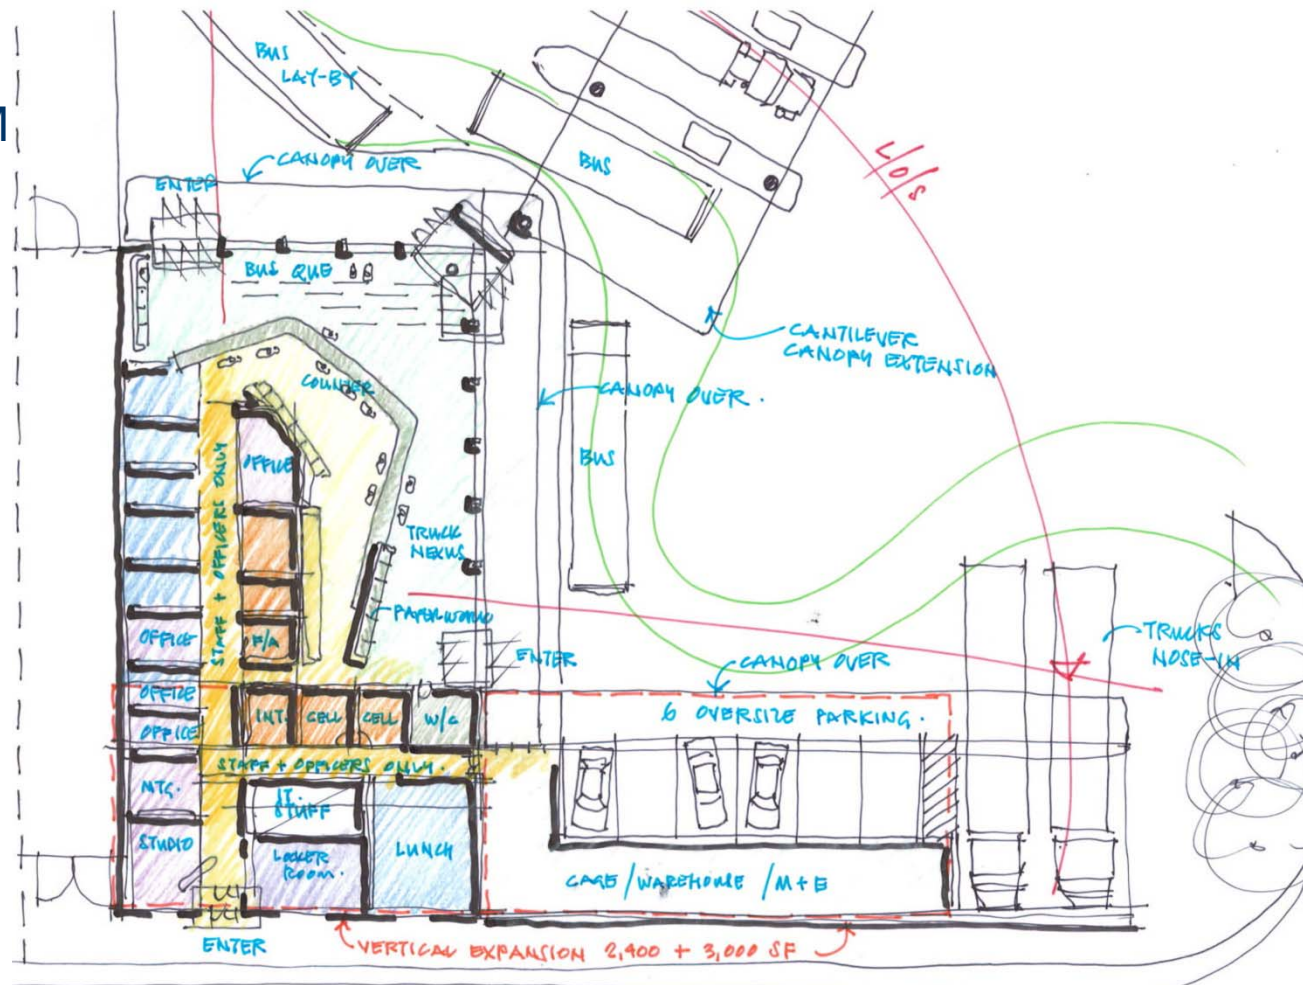 M
BUS
LAY-BY
CANOPY OVER
ENTER
BUS
L/O/S
BUS QUE
CANTILEVER
CANOPY EXTENSION
COUNTER
CANOPY OVER.
BUS
OFFICE
STAFF + OFFICERS ONLY
TRUCK
NEXUS
PAPERWORK
OFFICE
F/A
ENTER
TRUCKS
NOSE-IN
CANOPY OVER
OFFICE
OFFICE
INT.
CELL
CELL
W/C
6 OVERSIZE PARKING.
STAFF + OFFICERS ONLY.
MTG.
ST.
STUFF
STUDIO
LOCKER
ROOM.
LUNCH
CAGE/WAREHOUSE/M+E
ENTER
VERTICAL EXPANSION 2,400 + 3,000 SF